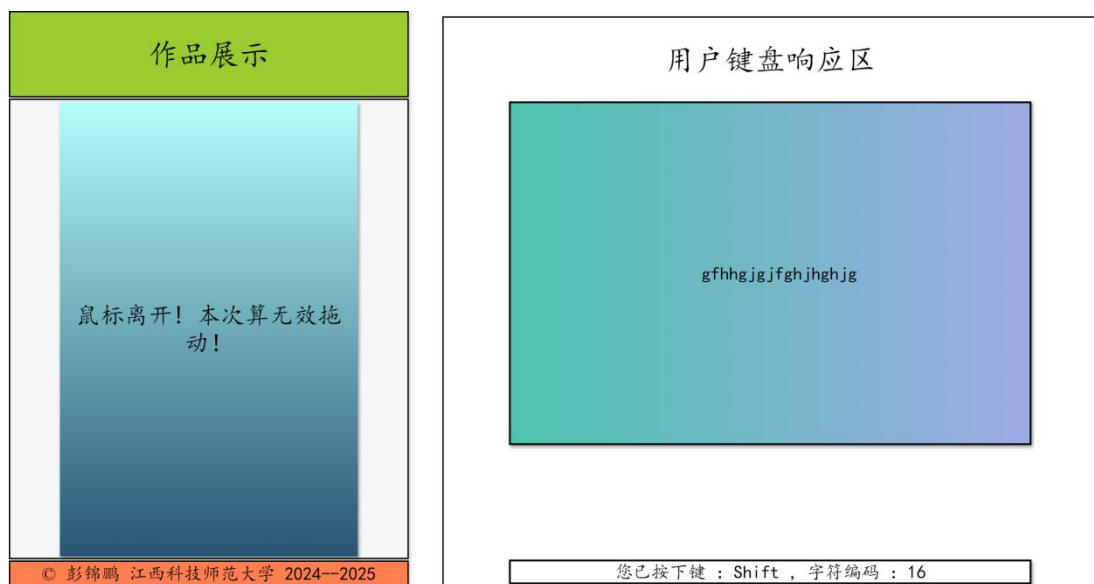 作品展示
鼠标离开! 本次算无效拖
动!
© 彭锦鹏 江西科技师范大学 2024--2025
用户键盘响应区
gfhhgjgjfghjhghjg
您已按下键 : Shift , 字符编码 : 16